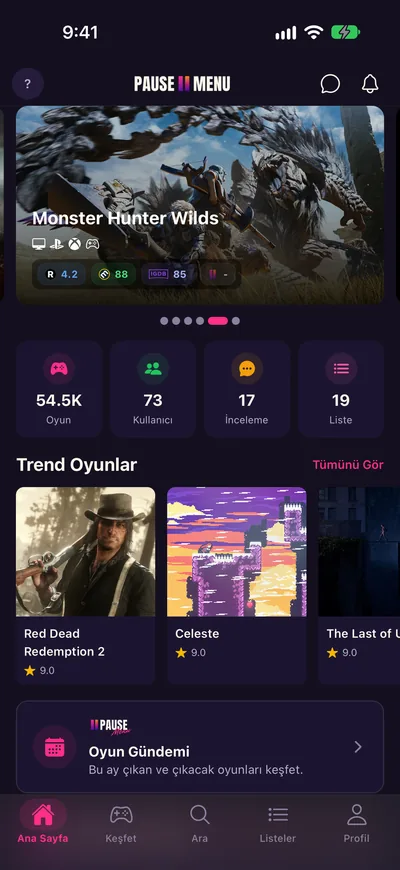 9:41
?
PAUSE MENU
Monster Hunter Wilds
R 4.2
88
IGDB 85
-
54.5K
Oyun
73
Kullanıcı
17
İnceleme
19
Liste
Trend Oyunlar
Tümünü Gör
Red Dead
Redemption 2
9.0
Celeste
9.0
The Last of U
9.0
PAUSE
Menu
Oyun Gündemi
Bu ay çıkan ve çıkacak oyunları keşfet.
Ana Sayfa
Keşfet
Ara
Listeler
Profil